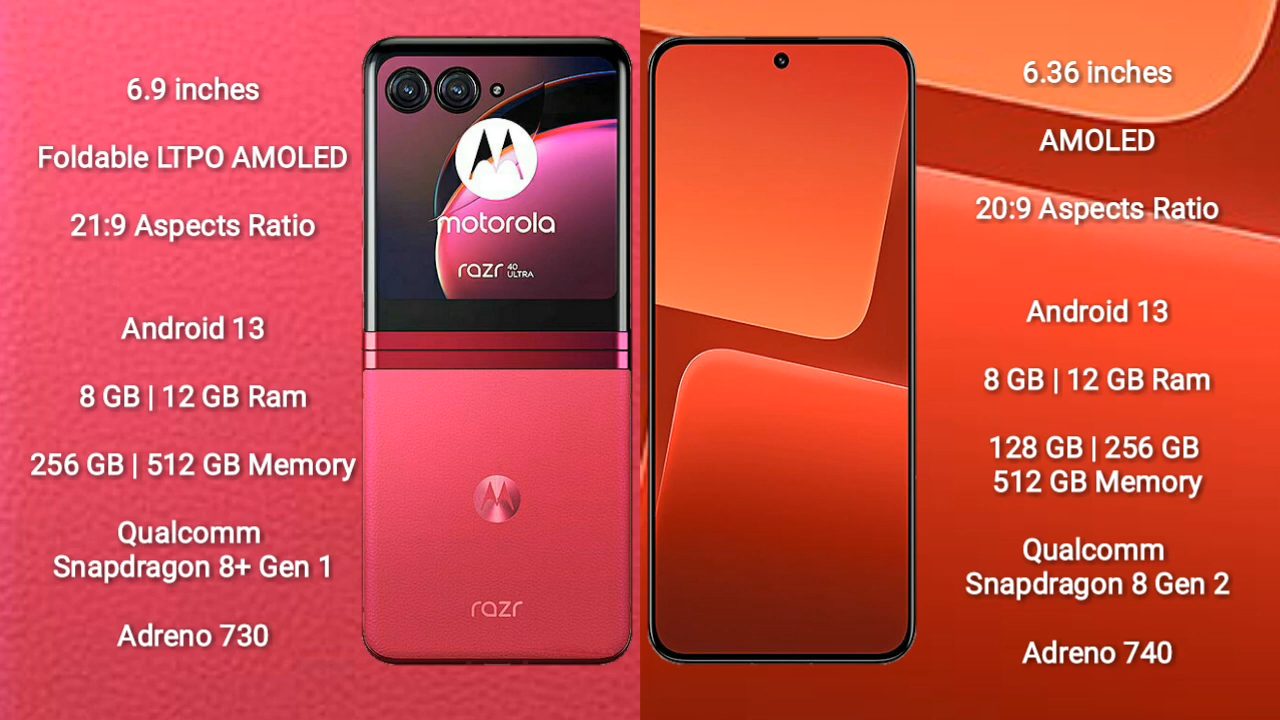 6.9 inches
Foldable LTPO AMOLED
21:9 Aspects Ratio
Android 13
8 GB | 12 GB Ram
256 GB | 512 GB Memory
Qualcomm
Snapdragon 8+ Gen 1
Adreno 730
motorola
razr 40 ULTRA
razr
6.36 inches
AMOLED
20:9 Aspects Ratio
Android 13
8 GB | 12 GB Ram
128 GB | 256 GB
512 GB Memory
Qualcomm
Snapdragon 8 Gen 2
Adreno 740